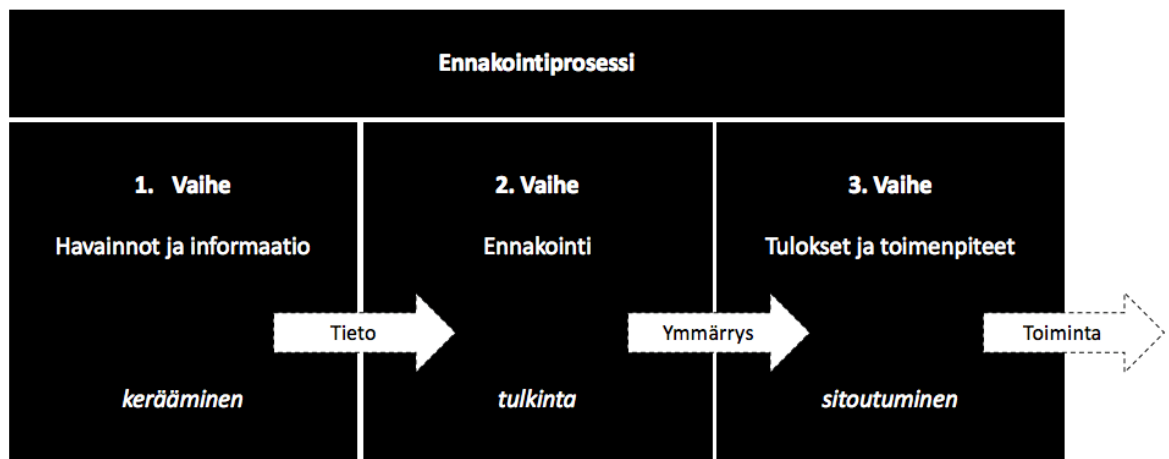 Ennakointiprosessi
1. Vaihe
Havainnot ja informaatio
Tieto
kerääminen
2. Vaihe
Ennakointi
Ymmärrys
tulkinta
3. Vaihe
Tulokset ja toimenpiteet
Toiminta
sitoutuminen